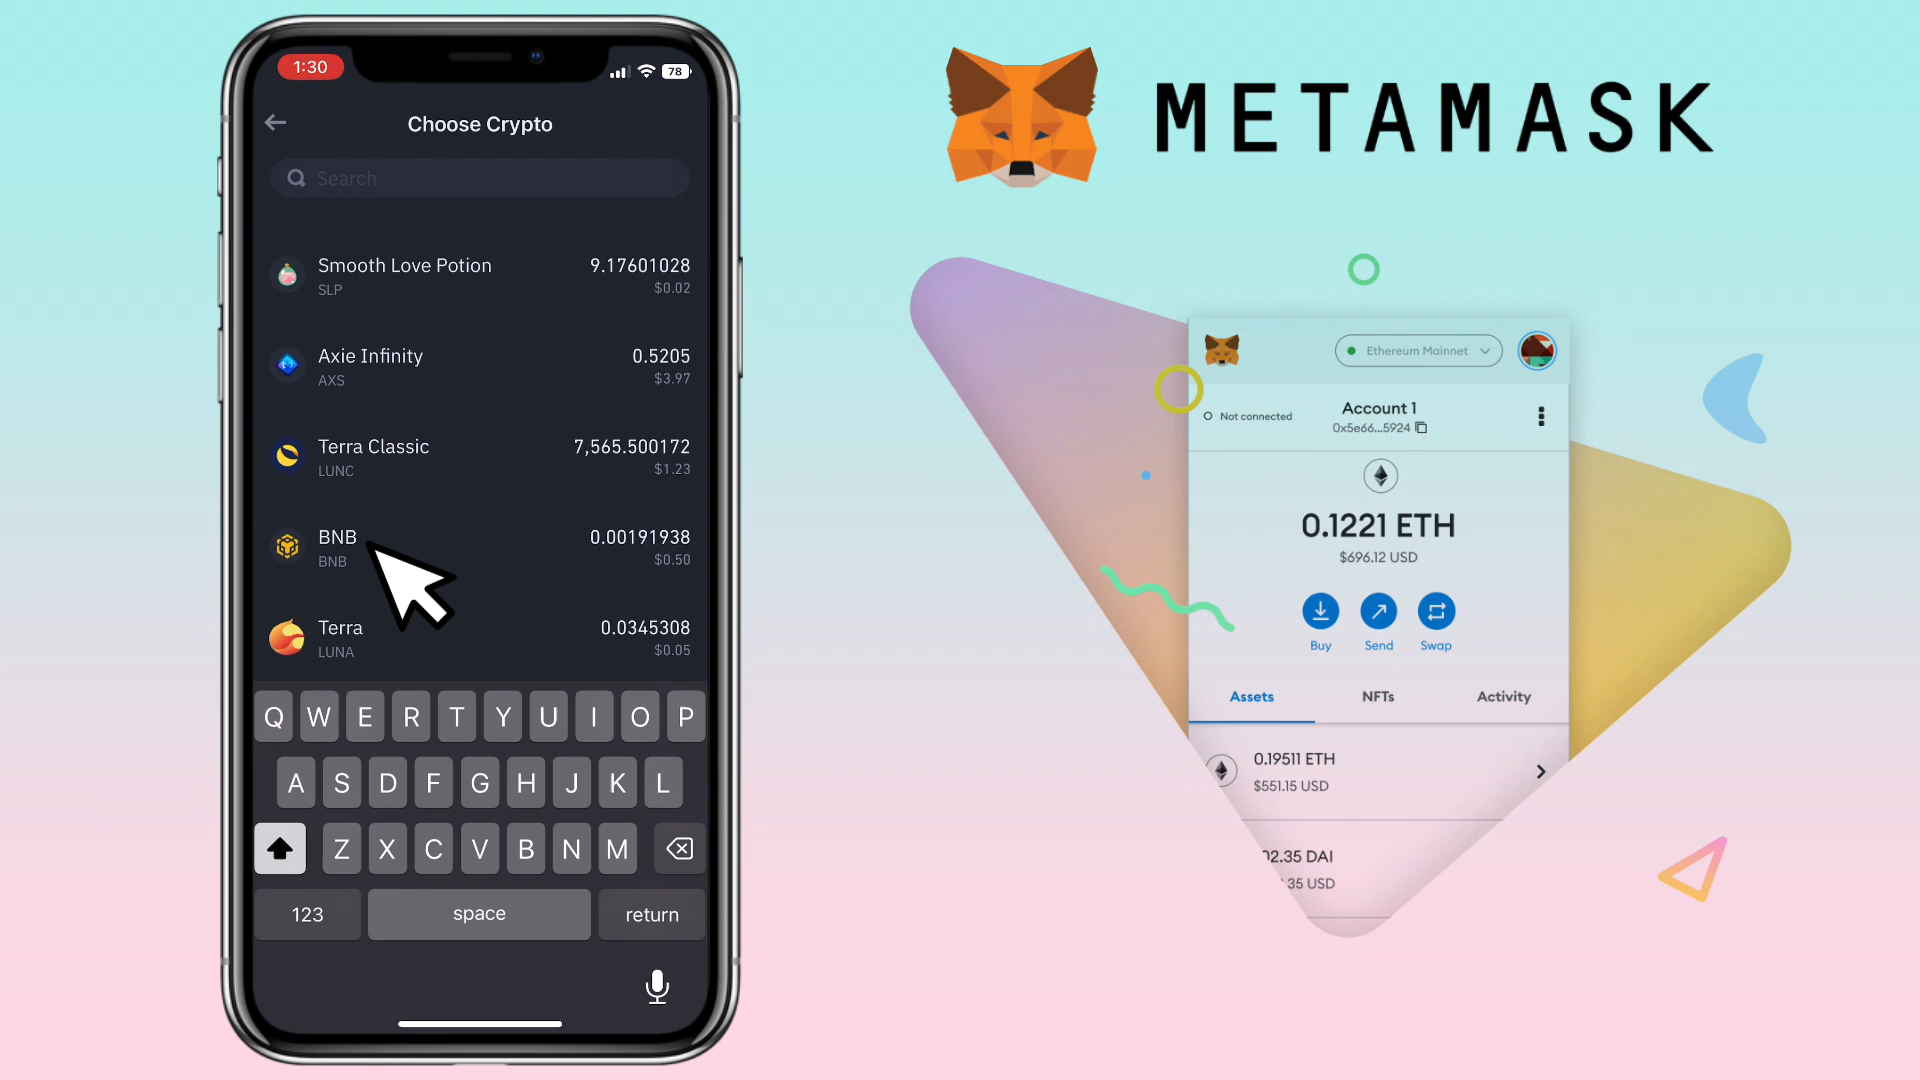 1:30
78
Choose Crypto
Search
Smooth Love Potion 9.17601028
SLP $0.02
Axie Infinity 0.5205
AXS $3.97
Terra Classic 7,565.500172
LUNC $1.23
BNB 0.00191938
BNB $0.50
Terra 0.0345308
LUNA $0.05
Q W E R T Y U I O P
A S D F G H J K L
Z X C V B N M
123 space return
METAMASK
Ethereum Mainnet
Not connected Account 1
0x5e66...5924
0.1221 ETH
$696.12 USD
Buy Send Swap
Assets NFTs Activity
0.19511 ETH
$551.15 USD
02.35 DAI
.35 USD